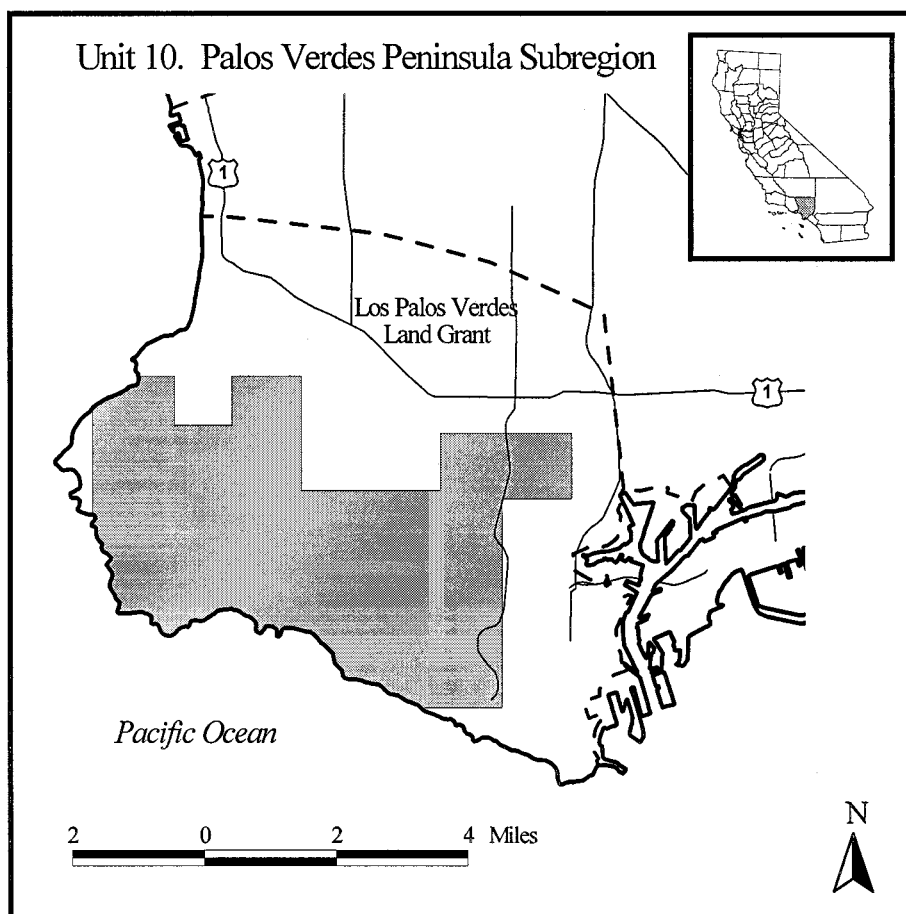 Unit 10. Palos Verdes Peninsula Subregion
1
Los Palos Verdes
Land Grant
1
Pacific Ocean
2 0 2 4 Miles
N